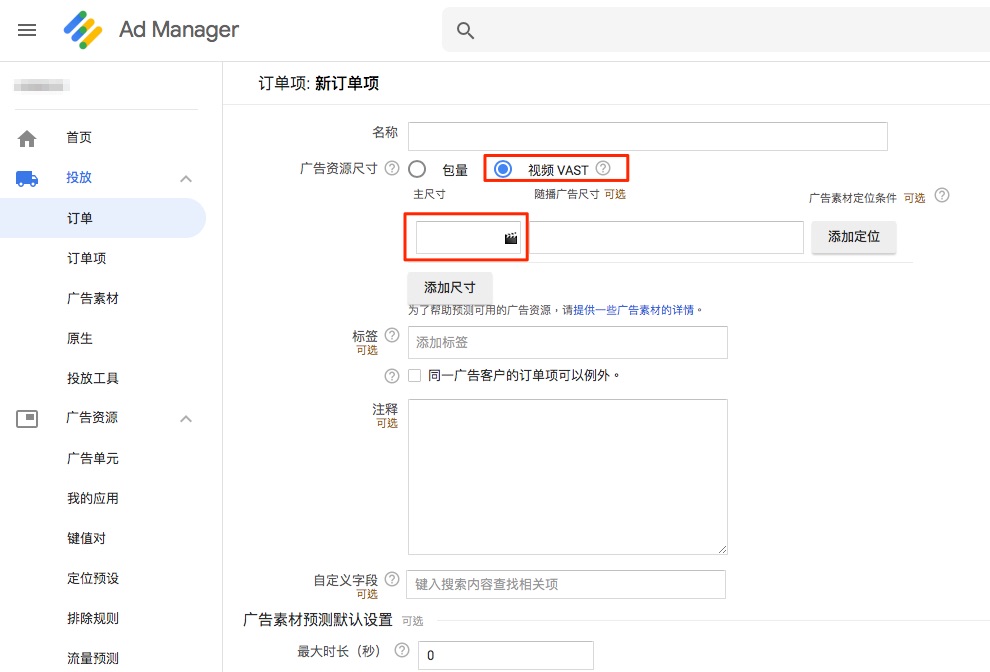 Ad Manager
订单项: 新订单项
首页
投放
订单
订单项
广告素材
原生
投放工具
广告资源
广告单元
我的应用
键值对
定位预设
排除规则
流量预测
名称
广告资源尺寸 ? 包量 视频 VAST ?
主尺寸 随播广告尺寸 可选 广告素材定位条件 可选 ?
添加定位
添加尺寸
为了帮助预测可用的广告资源，请提供一些广告素材的详情。
标签 ? 添加标签
可选
? 同一广告客户的订单项可以例外。
注释
可选
自定义字段 ? 键入搜索内容查找相关项
可选
广告素材预测默认设置 可选
最大时长（秒） ? 0